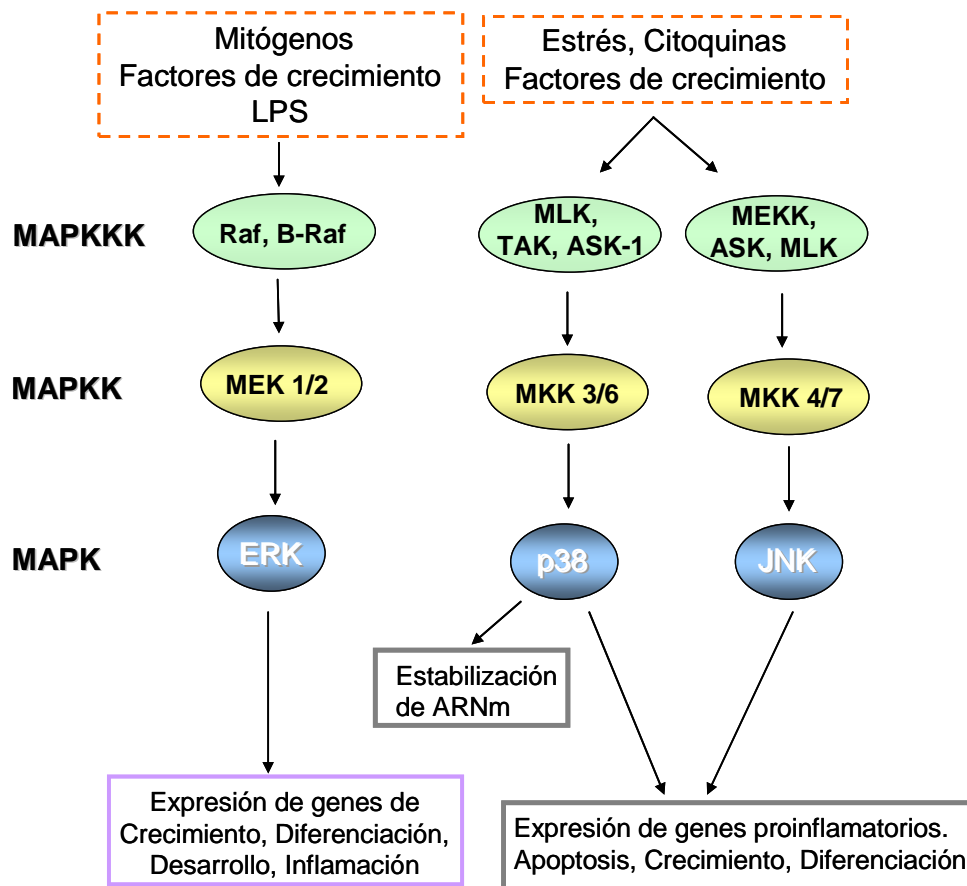 Mitógenos
Factores de crecimiento
LPS
Estrés, Citoquinas
Factores de crecimiento
MAPKKK
Raf, B-Raf
MLK,
TAK, ASK-1
MEKK,
ASK, MLK
MAPKK
MEK 1/2
MKK 3/6
MKK 4/7
MAPK
ERK
p38
JNK
Estabilización
de ARNm
Expresión de genes de
Crecimiento, Diferenciación,
Desarrollo, Inflamación
Expresión de genes proinflamatorios.
Apoptosis, Crecimiento, Diferenciación